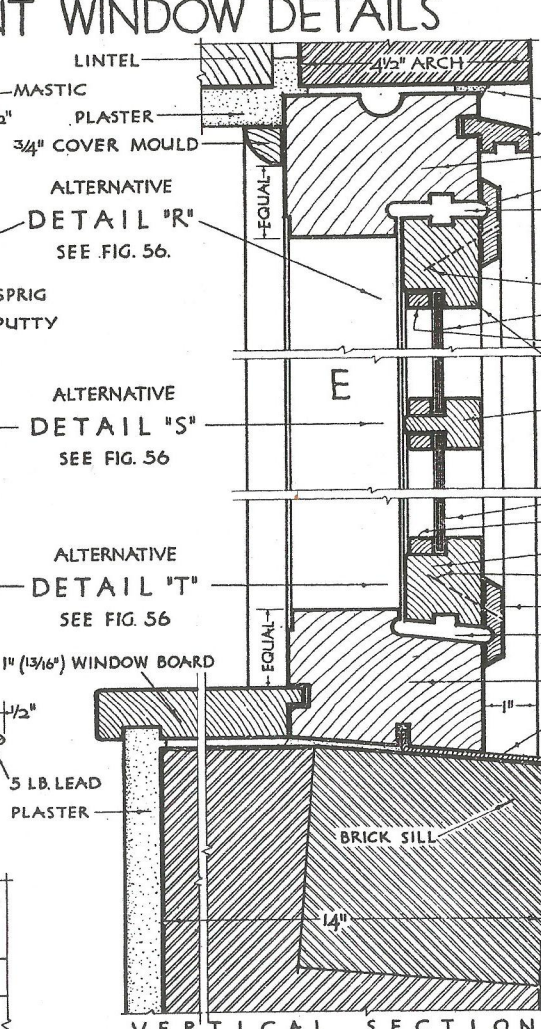 T WINDOW DETAILS
LINTEL
4½" ARCH
MASTIC
2"
PLASTER
¾" COVER MOULD
EQUAL
ALTERNATIVE
DETAIL "R"
SEE FIG. 56.
SPRIG
PUTTY
E
ALTERNATIVE
DETAIL "S"
SEE FIG. 56
ALTERNATIVE
DETAIL "T"
SEE FIG. 56
EQUAL
1" (13/16") WINDOW BOARD
1"
1/2"
5 LB. LEAD
PLASTER
BRICK SILL
14"
VERTICAL SECTION